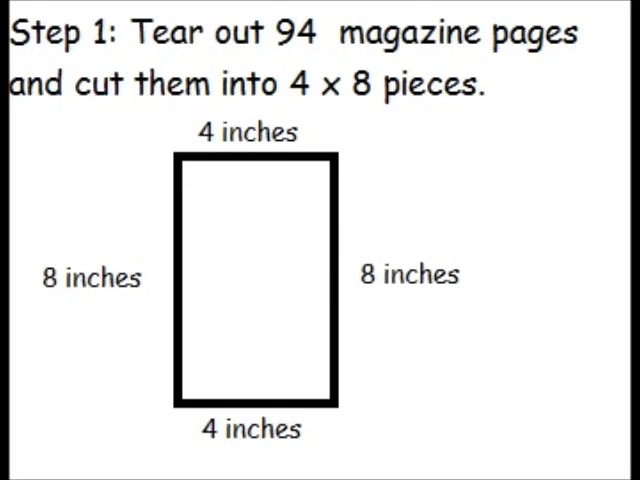 Step 1: Tear out 94 magazine pages
and cut them into 4 x 8 pieces.
4 inches
8 inches
8 inches
4 inches